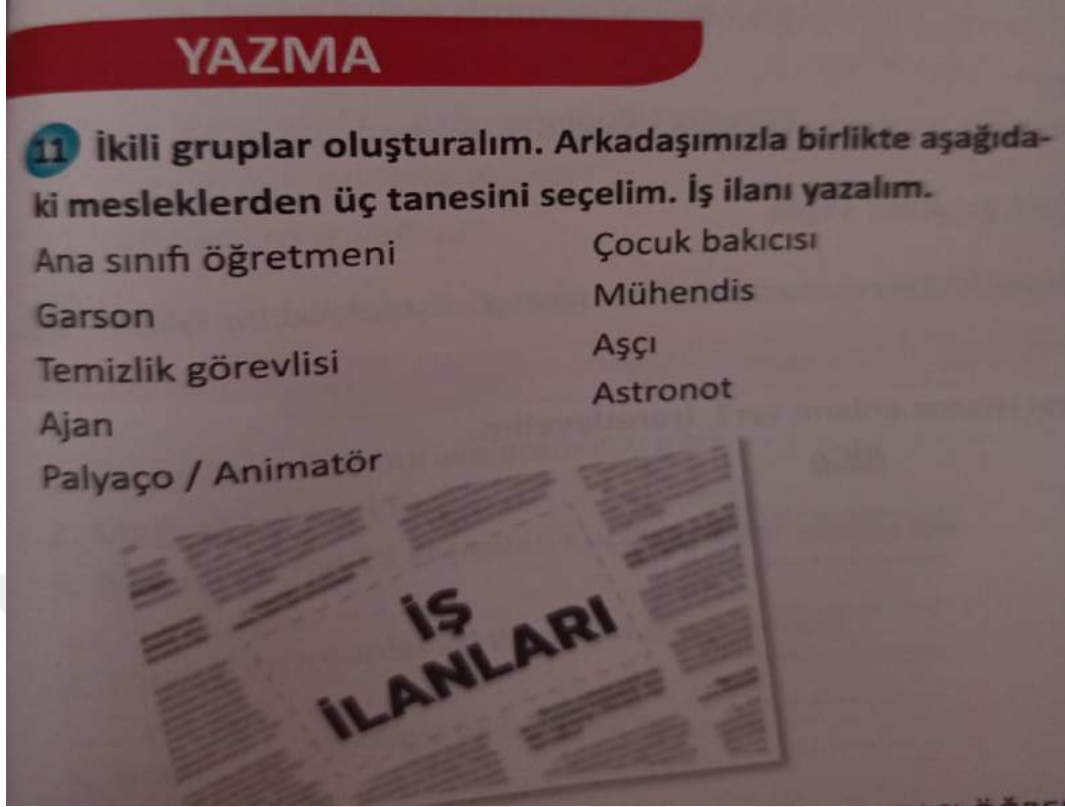 YAZMA
11 İkili gruplar oluşturalım. Arkadaşımızla birlikte aşağıda-
ki mesleklerden üç tanesini seçelim. İş ilanı yazalım.
Ana sınıfı öğretmeni
Garson
Temizlik görevlisi
Ajan
Palyaço / Animatör
Çocuk bakıcısı
Mühendis
Aşçı
Astronot
İŞ
İLANLARI